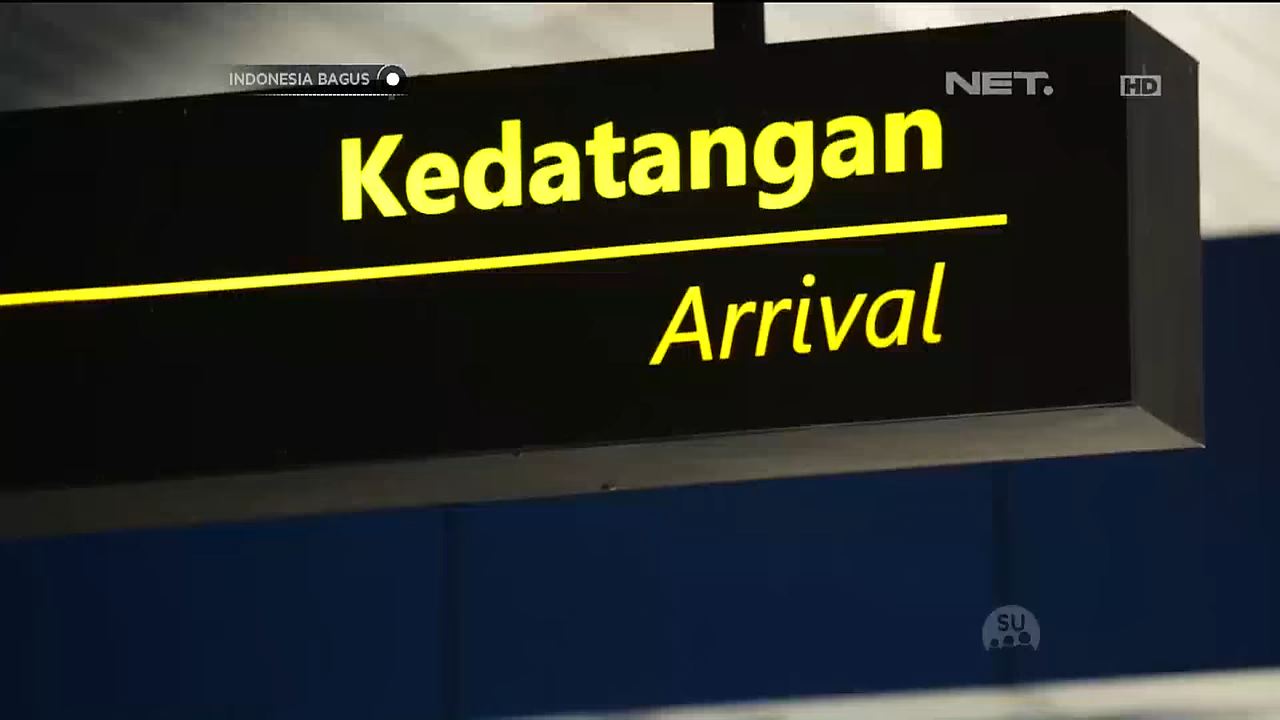 INDONESIA BAGUS
NET.
HD
Kedatangan
Arrival
SU